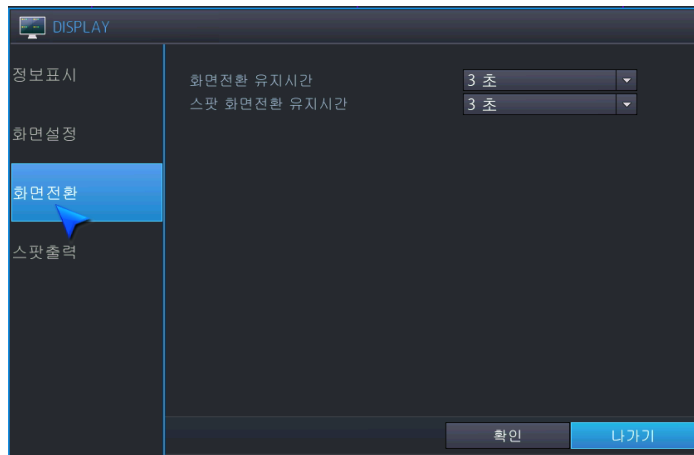 DISPLAY
정보표시
화면설정
화면전환
스팟출력
화면전환 유지시간 3 초
스팟 화면전환 유지시간 3 초
확인
나가기